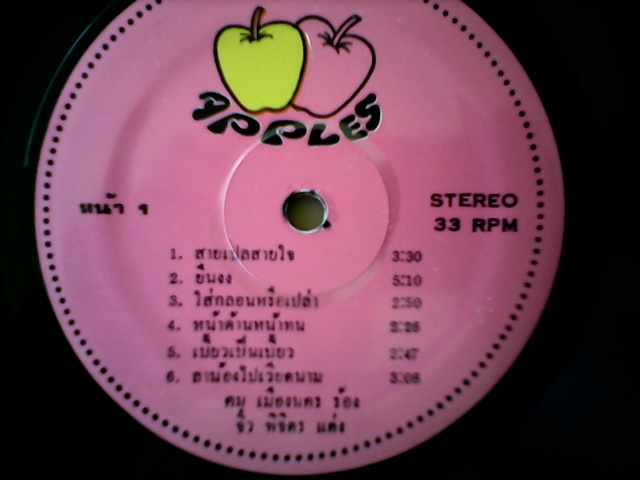 APPLES
หน้า ๑
STEREO
33 RPM
1. สายเปลสายใจ 3:30
2. ยืนงง 5:10
3. ใส่กลอนหรือเปล่า 2:50
4. หน้าด้านหน้าทน 2:26
5. เบี้ยวเป็นเบี้ยว 2:47
6. ลาน้องไปเวียดนาม 3:08
คม เมืองนคร ร้อง
จิ๋ว พิจิตร แต่ง